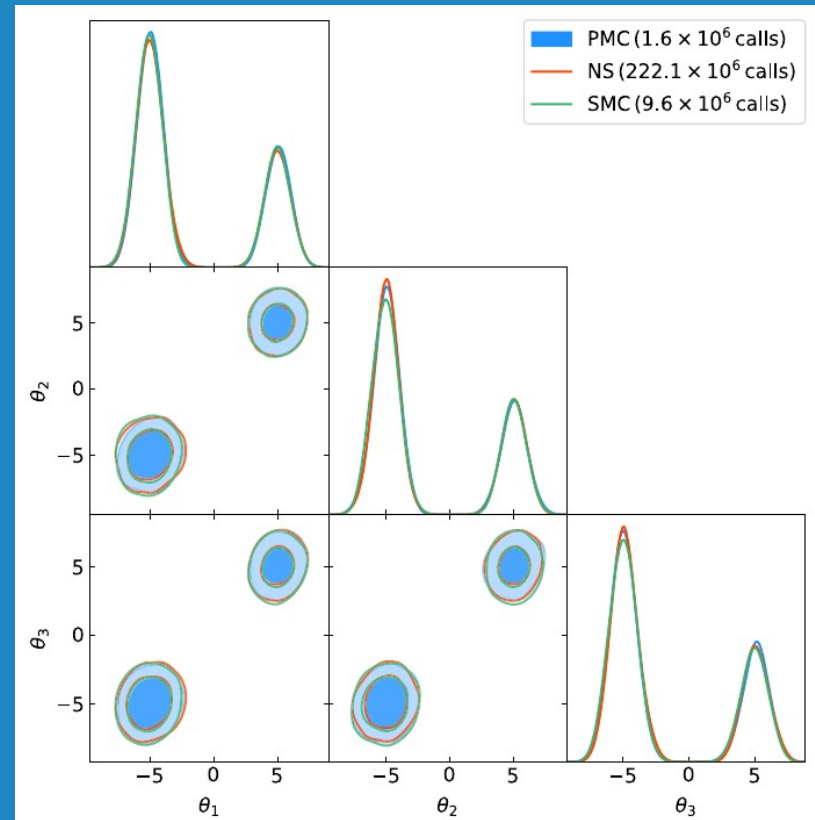 PMC (1.6 × 10⁶ calls)
NS (222.1 × 10⁶ calls)
SMC (9.6 × 10⁶ calls)
5
0
−5
θ₂
5
0
−5
θ₃
−5 0 5
−5 0 5
−5 0 5
θ₁
θ₂
θ₃